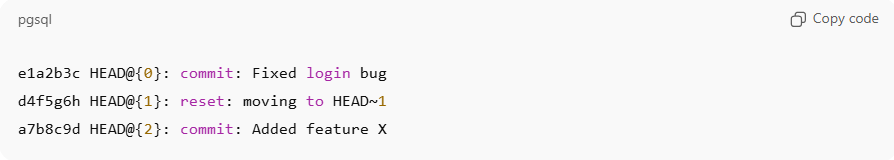 pgsql
Copy code
e1a2b3c HEAD@{0}: commit: Fixed login bug
d4f5g6h HEAD@{1}: reset: moving to HEAD~1
a7b8c9d HEAD@{2}: commit: Added feature X